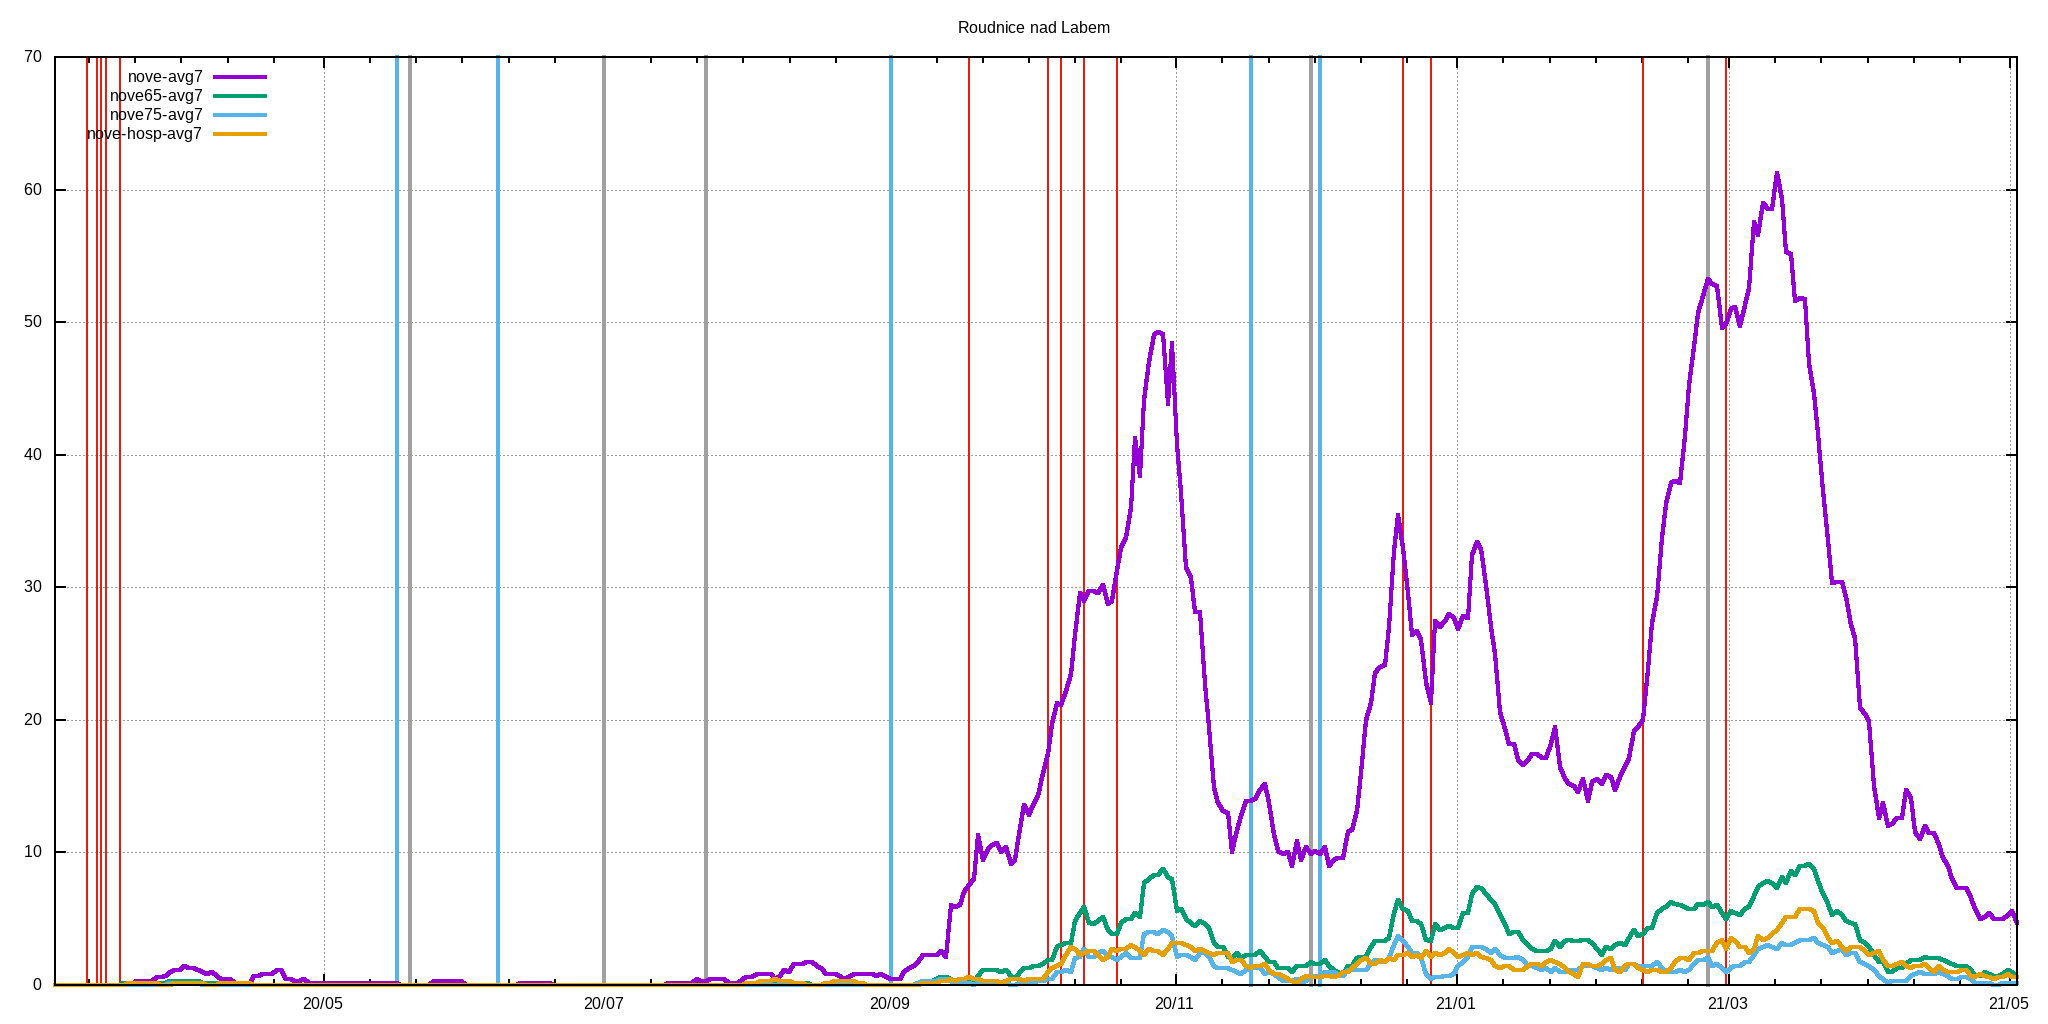 Roudnice nad Labem
70
60
50
40
30
20
10
0
nove-avg7
nove65-avg7
nove75-avg7
nove-hosp-avg7
20/05 20/07 20/09 20/11 21/01 21/03 21/05